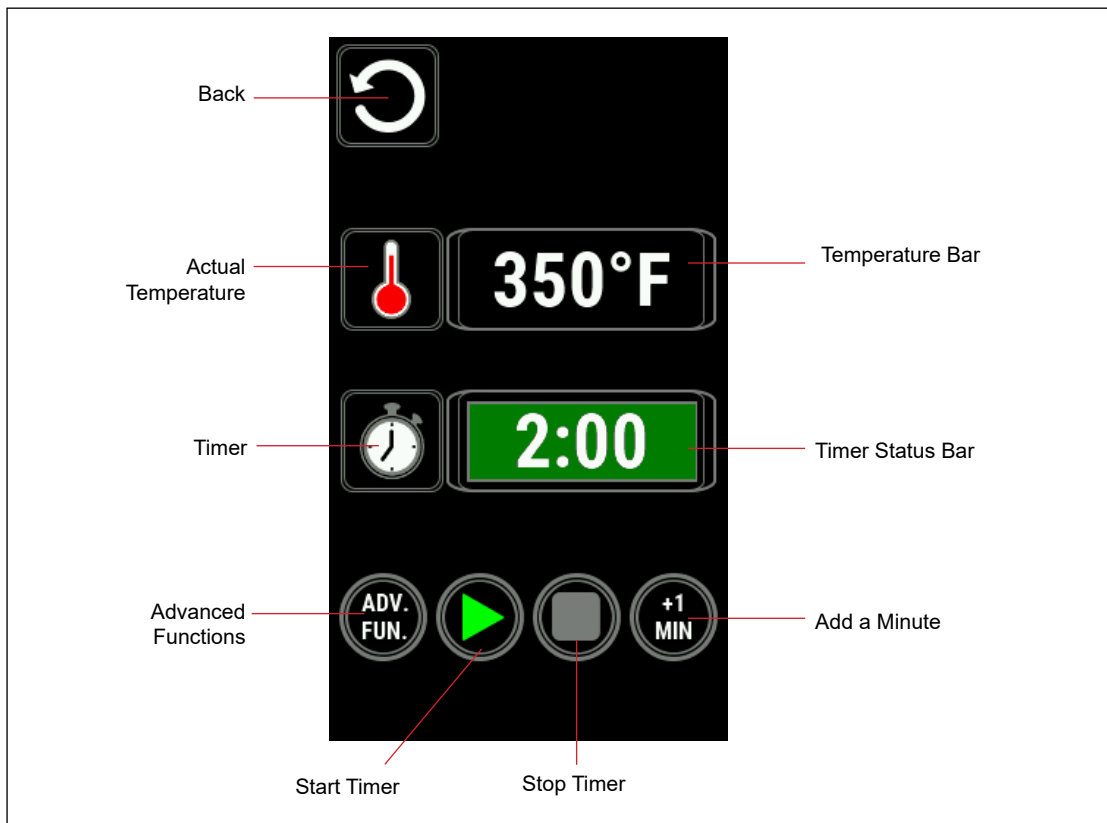 Back
Actual
Temperature
350°F
Temperature Bar
Timer
2:00
Timer Status Bar
Advanced
Functions
ADV.
FUN.
+1
MIN
Add a Minute
Start Timer
Stop Timer